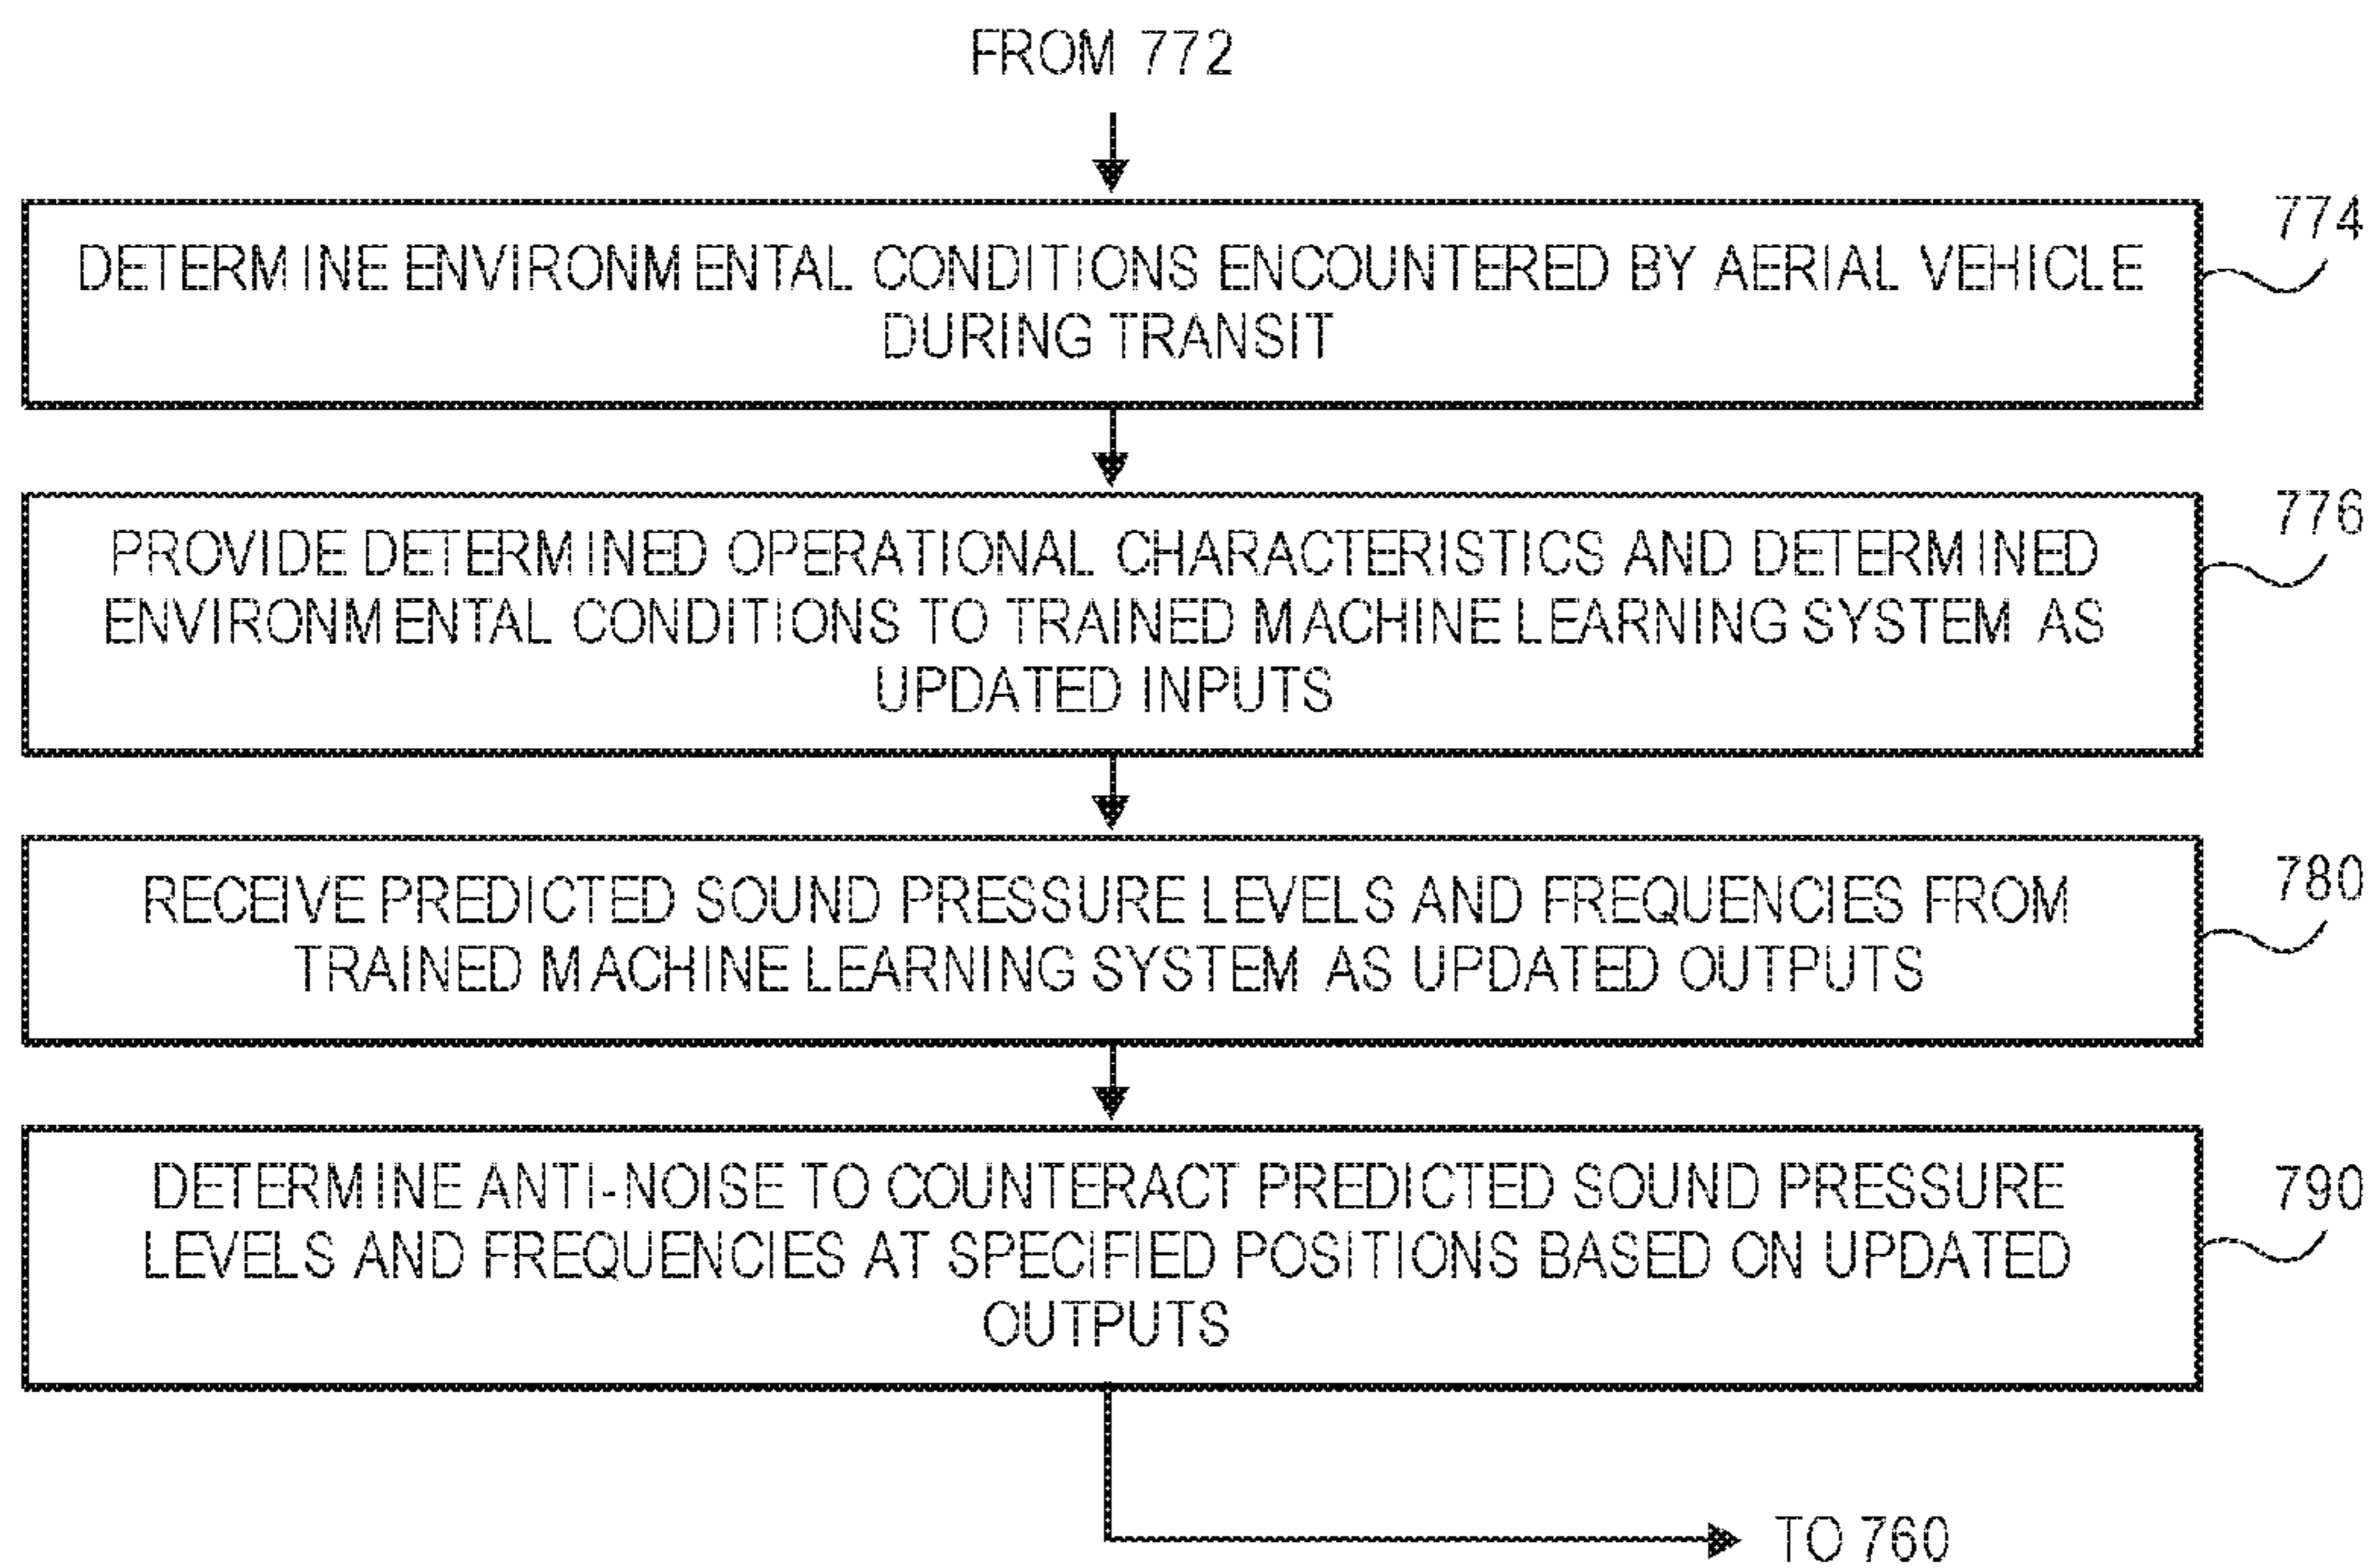 FROM 772
774
DETERMINE ENVIRONMENTAL CONDITIONS ENCOUNTERED BY AERIAL VEHICLE
DURING TRANSIT
776
PROVIDE DETERMINED OPERATIONAL CHARACTERISTICS AND DETERMINED
ENVIRONMENTAL CONDITIONS TO TRAINED MACHINE LEARNING SYSTEM AS
UPDATED INPUTS
780
RECEIVE PREDICTED SOUND PRESSURE LEVELS AND FREQUENCIES FROM
TRAINED MACHINE LEARNING SYSTEM AS UPDATED OUTPUTS
790
DETERMINE ANTI-NOISE TO COUNTERACT PREDICTED SOUND PRESSURE
LEVELS AND FREQUENCIES AT SPECIFIED POSITIONS BASED ON UPDATED
OUTPUTS
TO 760